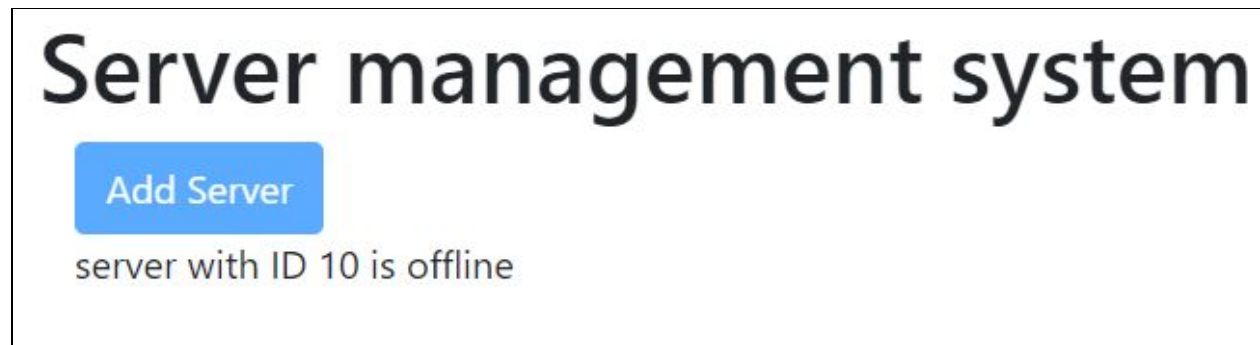 Server management system
Add Server
server with ID 10 is offline